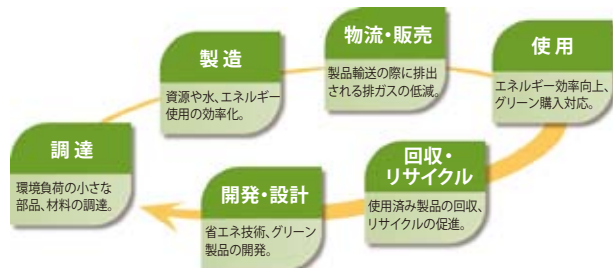 調達
環境負荷の小さな
部品、材料の調達。
製造
資源や水、エネルギー
使用の効率化。
物流・販売
製品輸送の際に排出
される排ガスの低減。
使用
エネルギー効率向上、
グリーン購入対応。
回収・
リサイクル
使用済み製品の回収、
リサイクルの促進。
開発・設計
省エネ技術、グリーン
製品の開発。